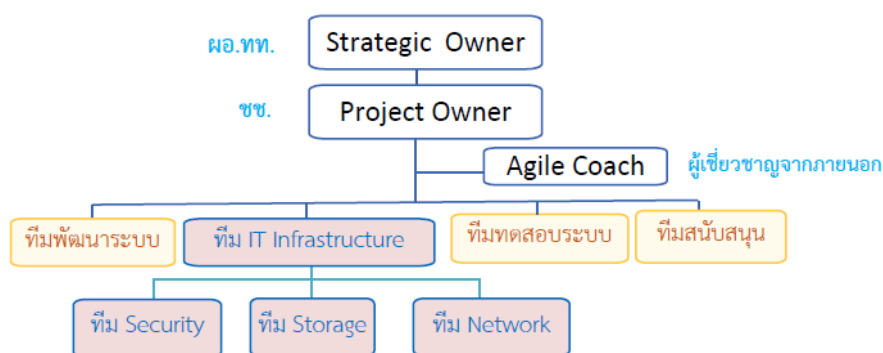 ผอ.ทท.
Strategic Owner
ชช.
Project Owner
Agile Coach
ผู้เชี่ยวชาญจากภายนอก
ทีมพัฒนาระบบ
ทีม IT Infrastructure
ทีมทดสอบระบบ
ทีมสนับสนุน
ทีม Security
ทีม Storage
ทีม Network